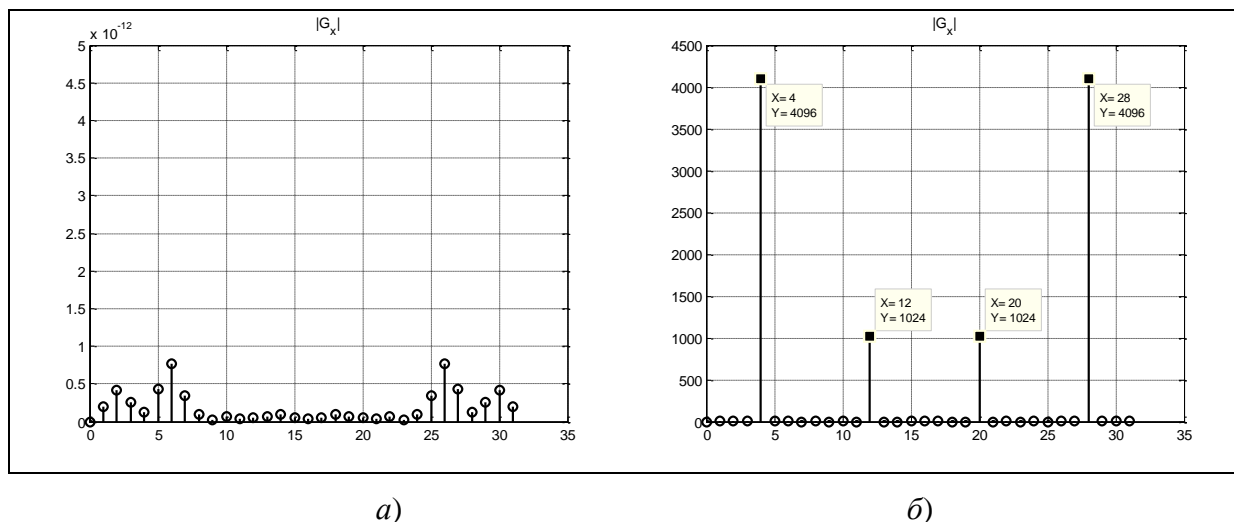 |G_x|
x 10^-12
5
4.5
4
3.5
3
2.5
2
1.5
1
0.5
0
0 5 10 15 20 25 30 35
а)
|G_x|
4500
4000
3500
3000
2500
2000
1500
1000
500
0
X= 4
Y= 4096
X= 28
Y= 4096
X= 12
Y= 1024
X= 20
Y= 1024
0 5 10 15 20 25 30 35
б)